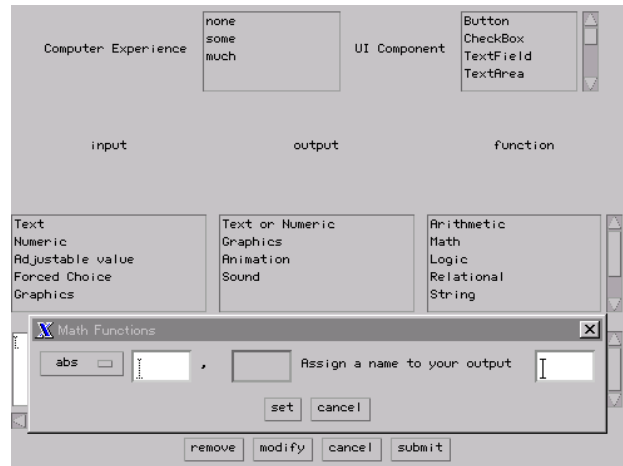 Computer Experience
none
some
much
UI Component
Button
CheckBox
TextField
TextArea
input
output
function
Text
Numeric
Adjustable value
Forced Choice
Graphics
Text or Numeric
Graphics
Animation
Sound
Arithmetic
Math
Logic
Relational
String
Math Functions
abs , Assign a name to your output
set cancel
remove modify cancel submit